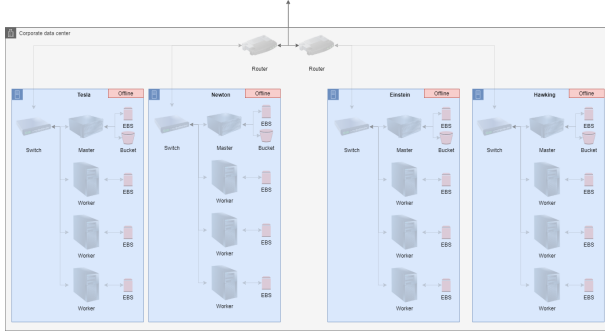 Corporate data center
Router
Router
Tesla
Offline
Newton
Offline
Einstein
Offline
Hawking
Offline
EBS
EBS
EBS
EBS
Switch
Master
Bucket
Switch
Master
Bucket
Switch
Master
Bucket
Switch
Master
Bucket
Worker
EBS
Worker
EBS
Worker
EBS
Worker
EBS
Worker
EBS
Worker
EBS
Worker
EBS
Worker
EBS
Worker
EBS
Worker
EBS
Worker
EBS
Worker
EBS